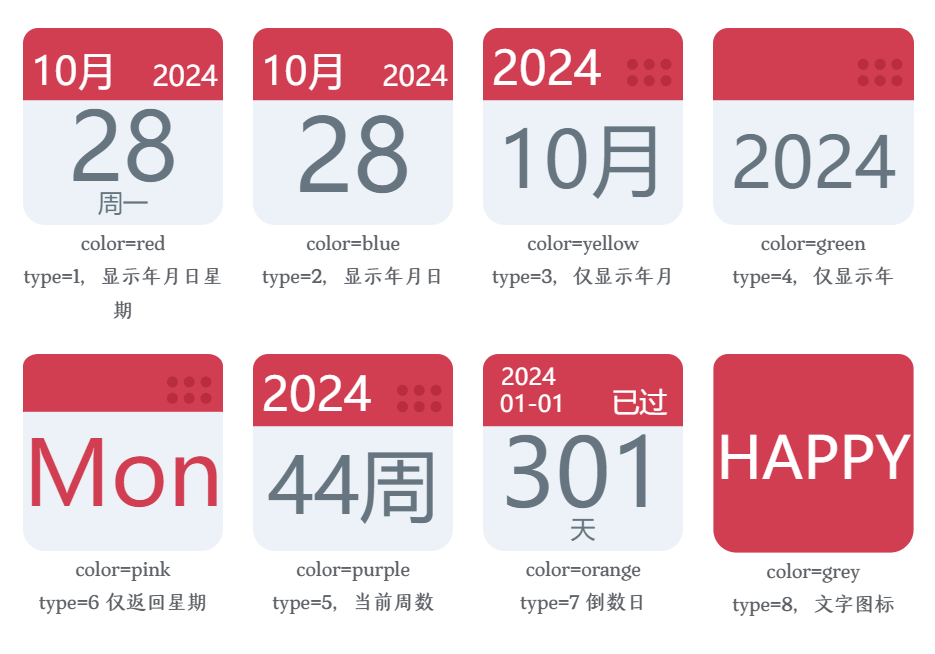 10月 2024
28
周一
color=red
type=1，显示年月日星
期
10月 2024
28
color=blue
type=2，显示年月日
2024
10月
color=yellow
type=3，仅显示年月
2024
color=green
type=4，仅显示年
Mon
color=pink
type=6 仅返回星期
2024
44周
color=purple
type=5，当前周数
2024
01-01 已过
301
天
color=orange
type=7 倒数日
HAPPY
color=grey
type=8，文字图标